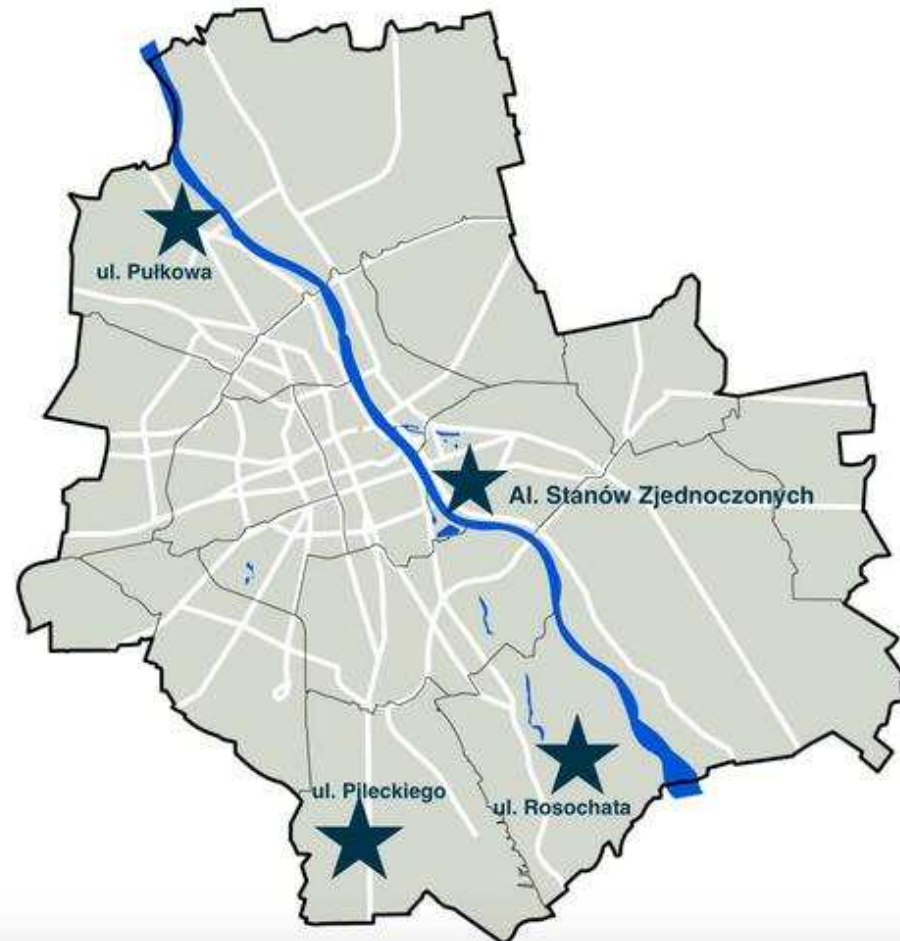 ul. Pułkowa
Al. Stanów Zjednoczonych
ul. Pileckiego
ul. Rosochata